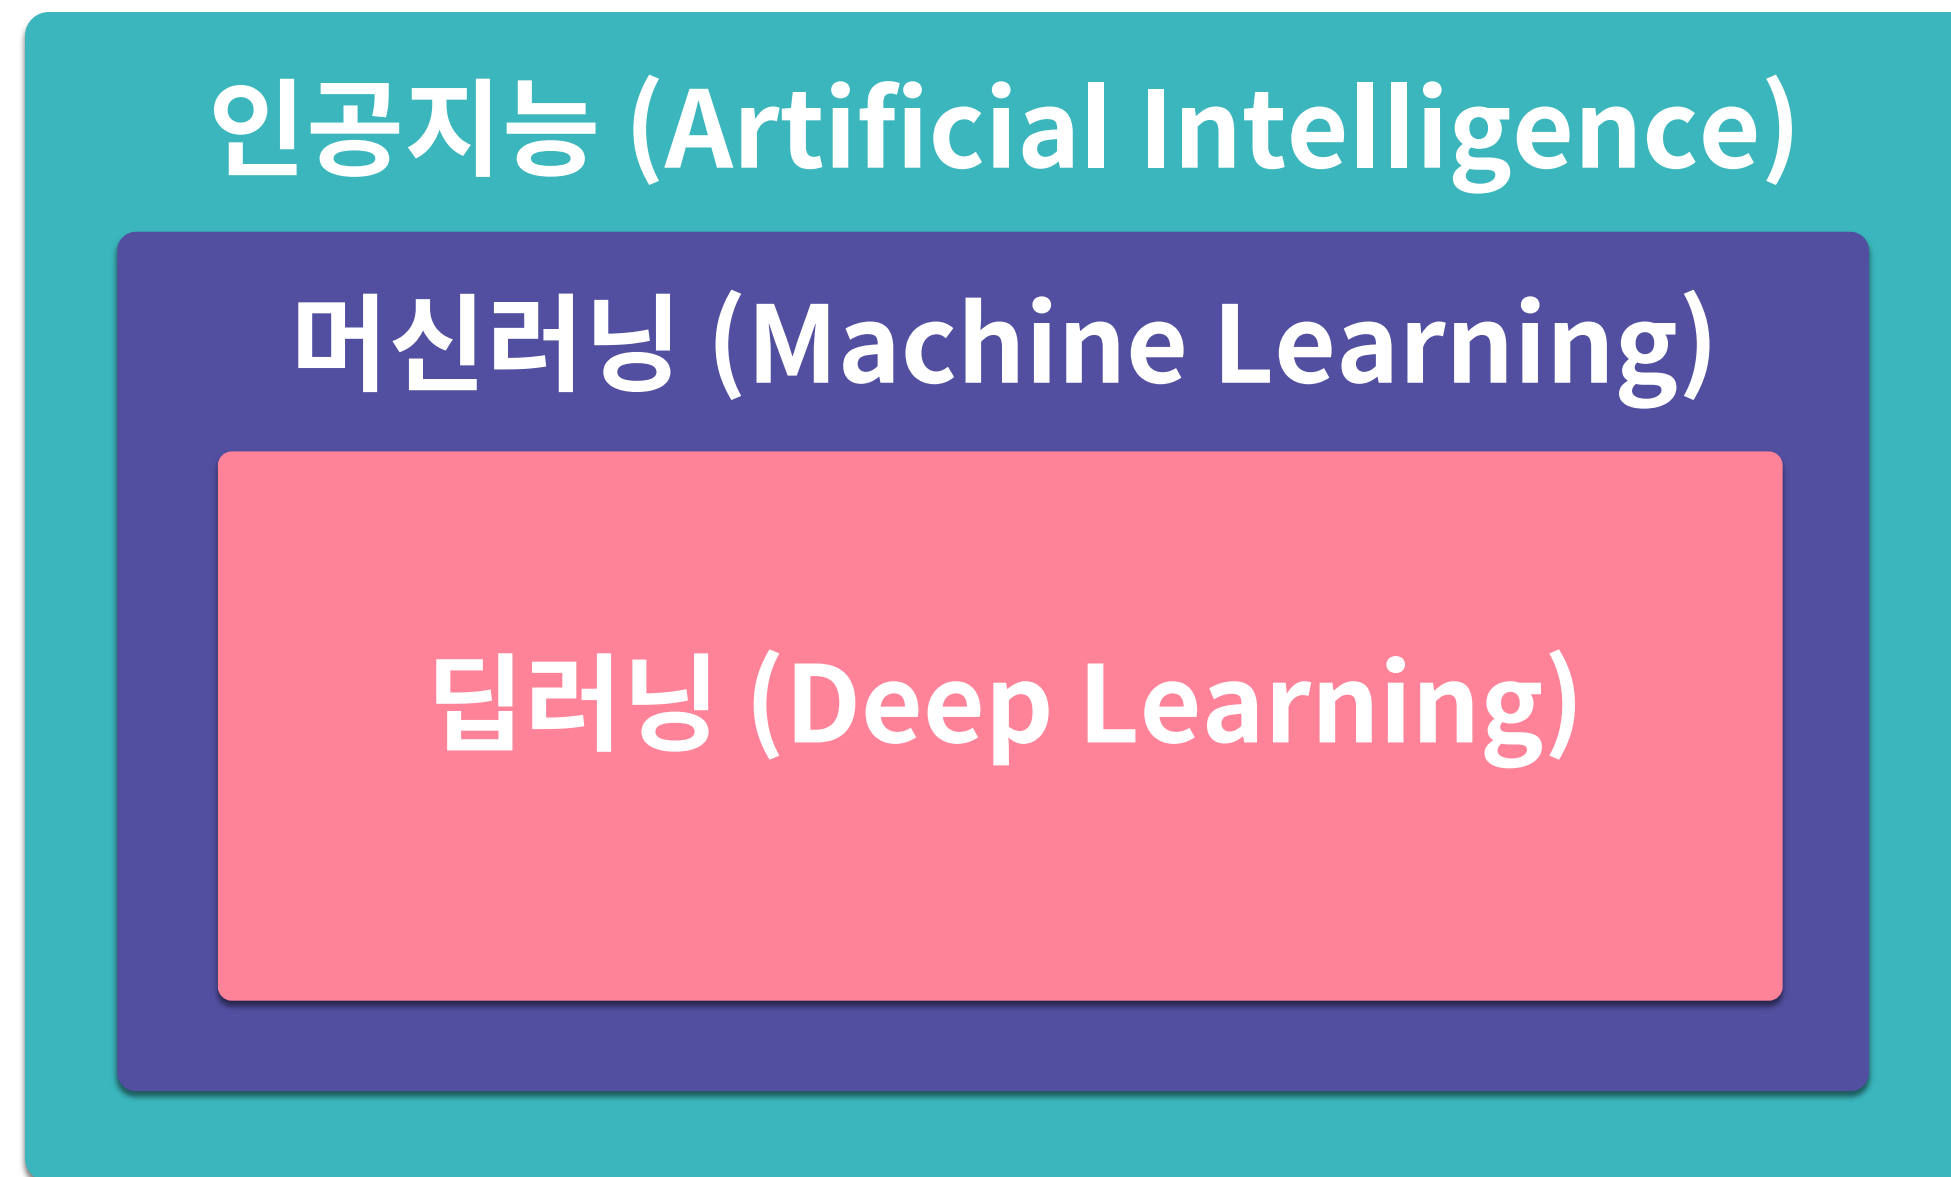 인공지능 (Artificial Intelligence)
머신러닝 (Machine Learning)
딥러닝 (Deep Learning)